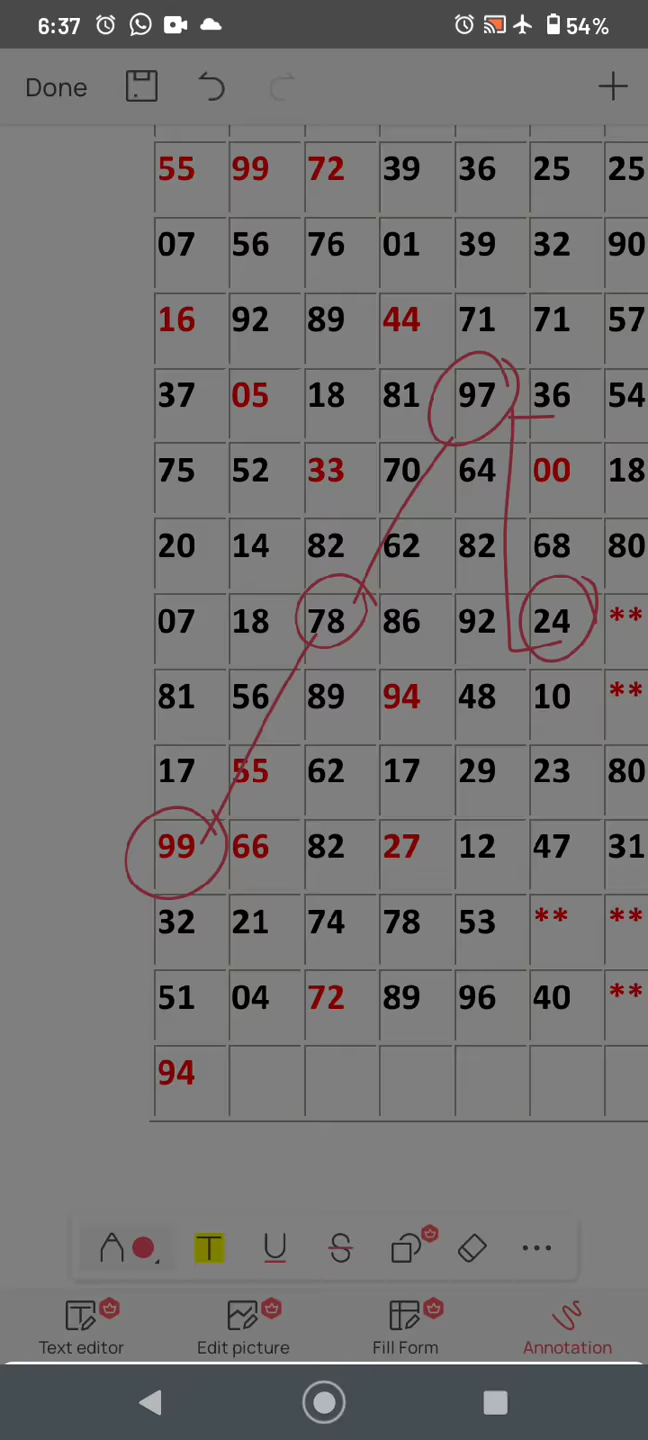 6:37 54%
Done
55 99 72 39 36 25 25
07 56 76 01 39 32 90
16 92 89 44 71 71 57
37 05 18 81 97 36 54
75 52 33 70 64 00 18
20 14 82 62 82 68 80
07 18 78 86 92 24 **
81 56 89 94 48 10 **
17 55 62 17 29 23 80
99 66 82 27 12 47 31
32 21 74 78 53 ** **
51 04 72 89 96 40 **
94
T U S
Text editor Edit picture Fill Form Annotation